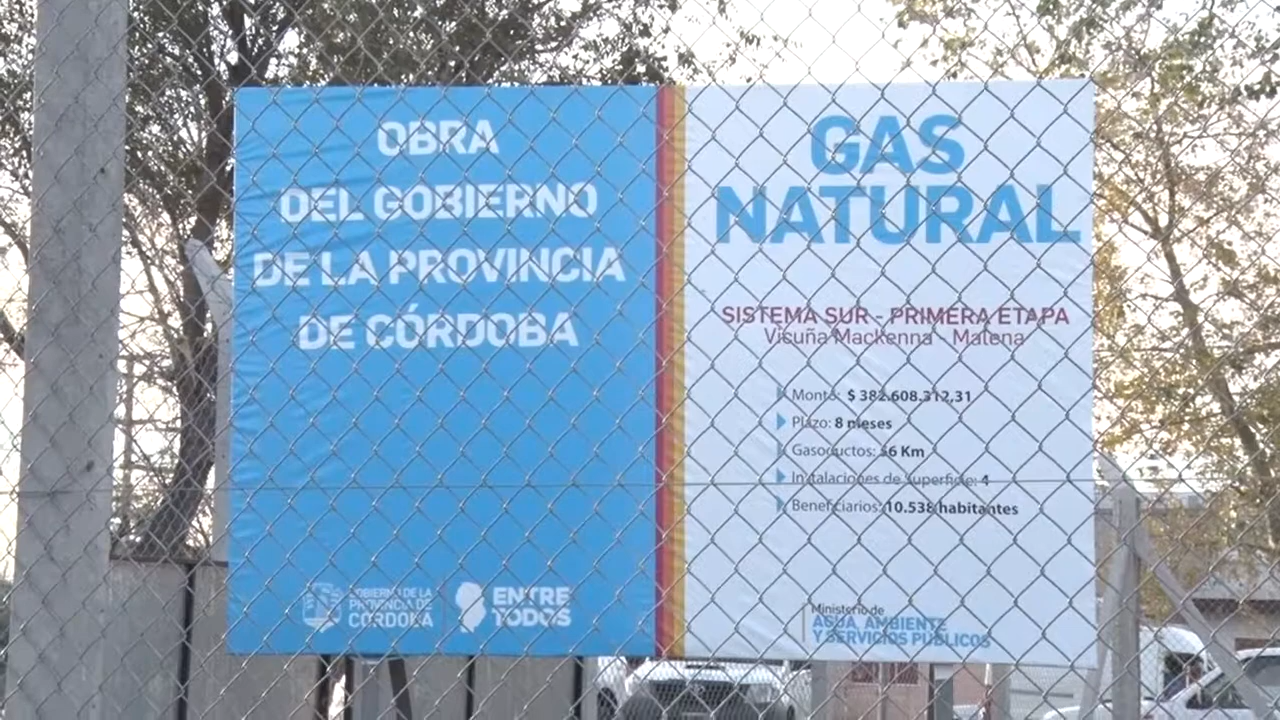 OBRA
DEL GOBIERNO
DE LA PROVINCIA
DE CÓRDOBA
GOBIERNO DE LA
PROVINCIA DE
CÓRDOBA
ENTRE
TODOS
GAS
NATURAL
SISTEMA SUR - PRIMERA ETAPA
Vicuña Mackenna - Malena
Monto: $ 382.608.312,31
Plazo: 8 meses
Gasoductos: 56 Km
Instalaciones de superficie: 4
Beneficiarios: 10.538 habitantes
Ministerio de
AGUA, AMBIENTE
Y SERVICIOS PÚBLICOS